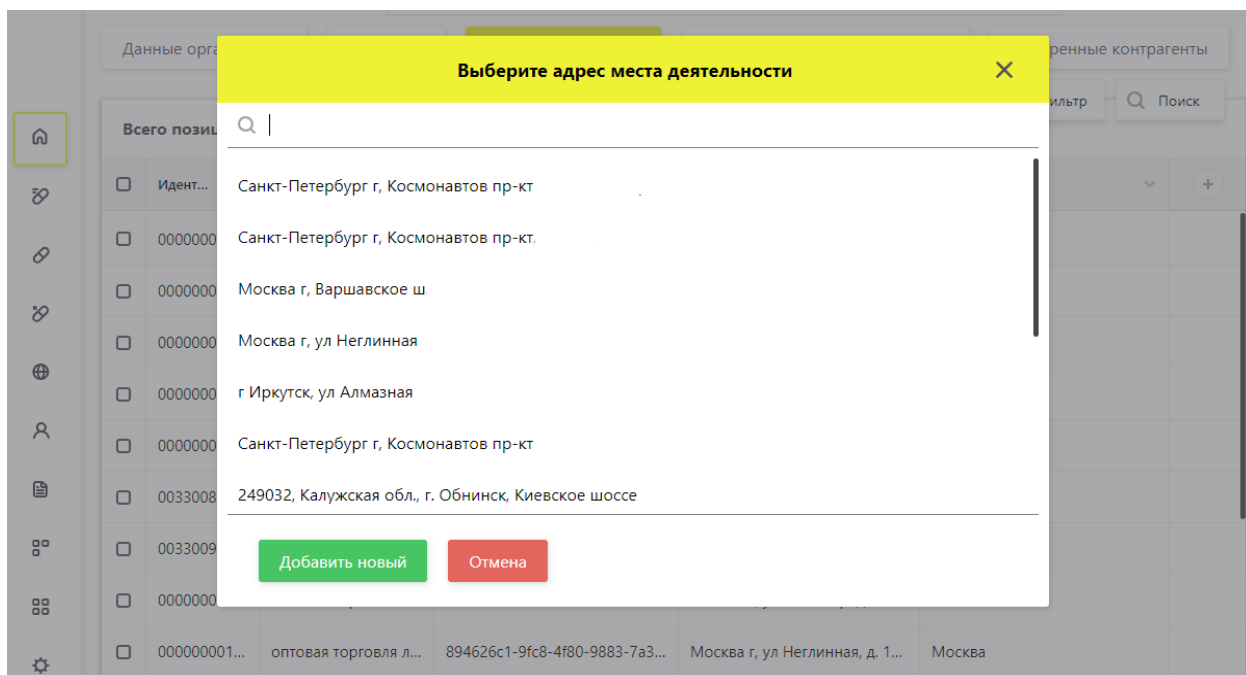 Данные орга
ренные контрагенты
Выберите адрес места деятельности
ильтр
Поиск
Всего позиц
Идент...
Санкт-Петербург г, Космонавтов пр-кт
0000000
Санкт-Петербург г, Космонавтов пр-кт,
0000000
Москва г, Варшавское ш
0000000
Москва г, ул Неглинная
0000000
г Иркутск, ул Алмазная
0000000
Санкт-Петербург г, Космонавтов пр-кт
0033008
249032, Калужская обл., г. Обнинск, Киевское шоссе
0033009
Добавить новый
Отмена
0000000
000000001...
оптовая торговля л...
894626c1-9fc8-4f80-9883-7a3...
Москва г, ул Неглинная, д. 1...
Москва